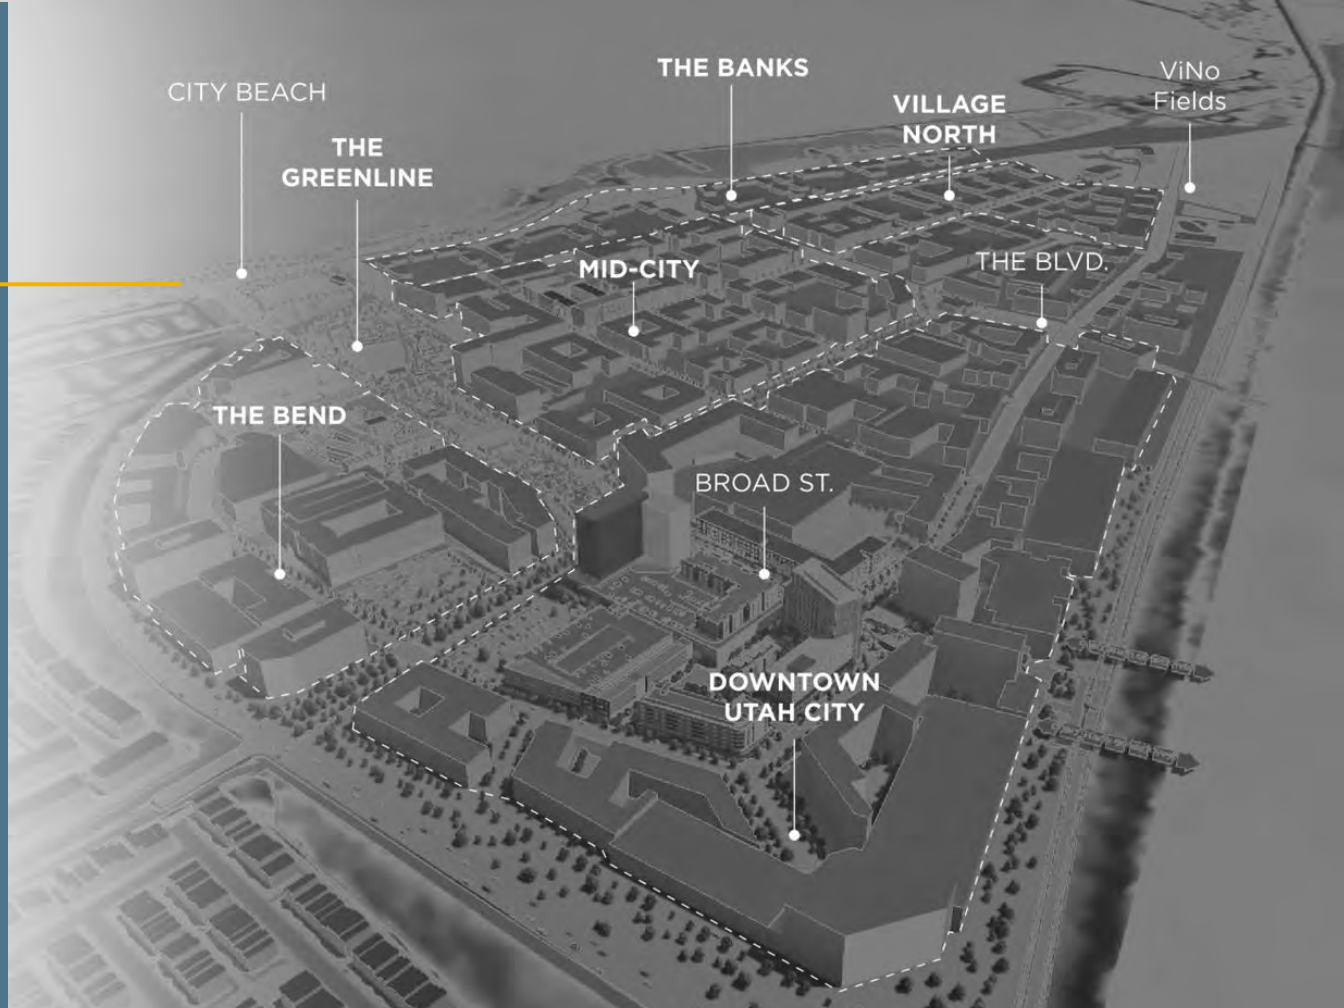 THE BANKS
ViNo
Fields
CITY BEACH
VILLAGE
NORTH
THE
GREENLINE
THE BLVD.
MID-CITY
THE BEND
BROAD ST.
DOWNTOWN
UTAH CITY